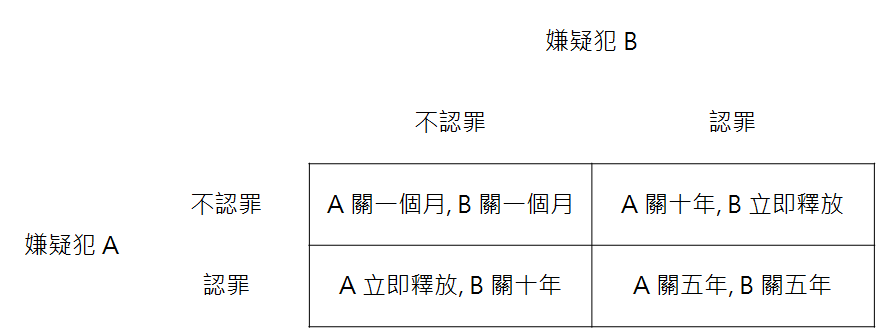 嫌疑犯 B
不認罪 認罪
不認罪 A 關一個月, B 關一個月 A 關十年, B 立即釋放
嫌疑犯 A
認罪 A 立即釋放, B 關十年 A 關五年, B 關五年